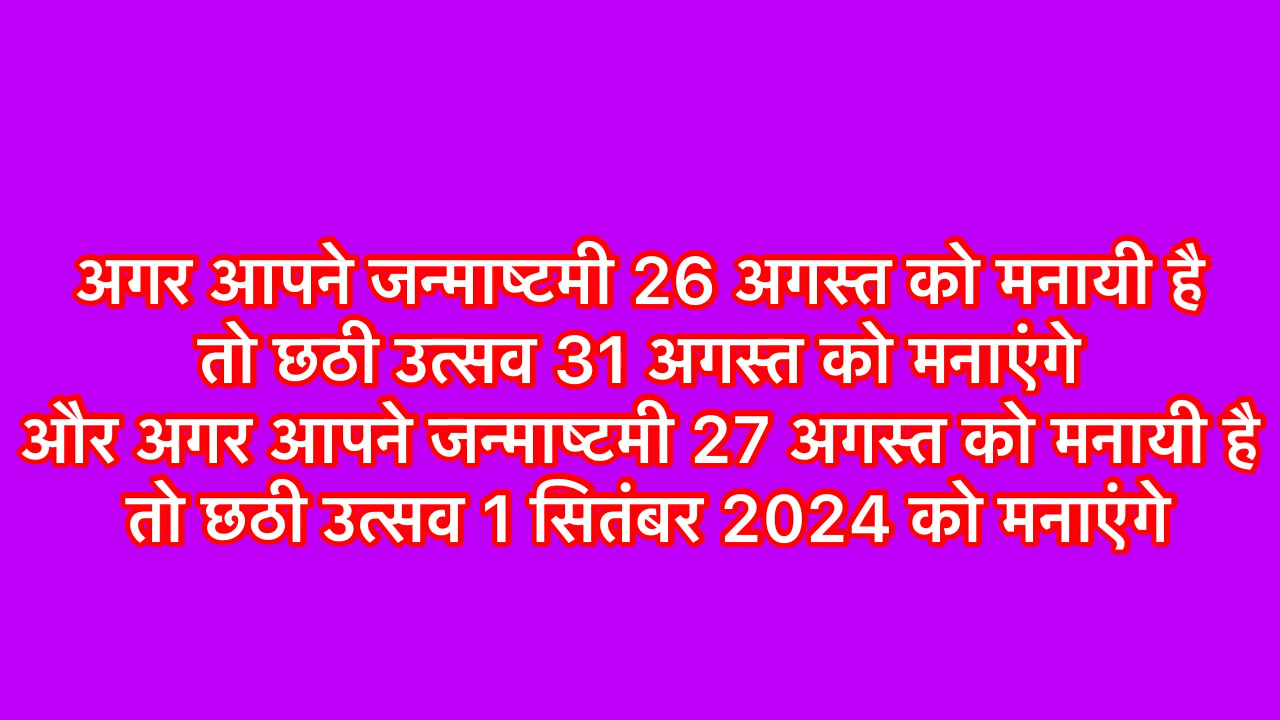 अगर आपने जन्माष्टमी 26 अगस्त को मनायी है
तो छठी उत्सव 31 अगस्त को मनाएंगे
और अगर आपने जन्माष्टमी 27 अगस्त को मनायी है
तो छठी उत्सव 1 सितंबर 2024 को मनाएंगे